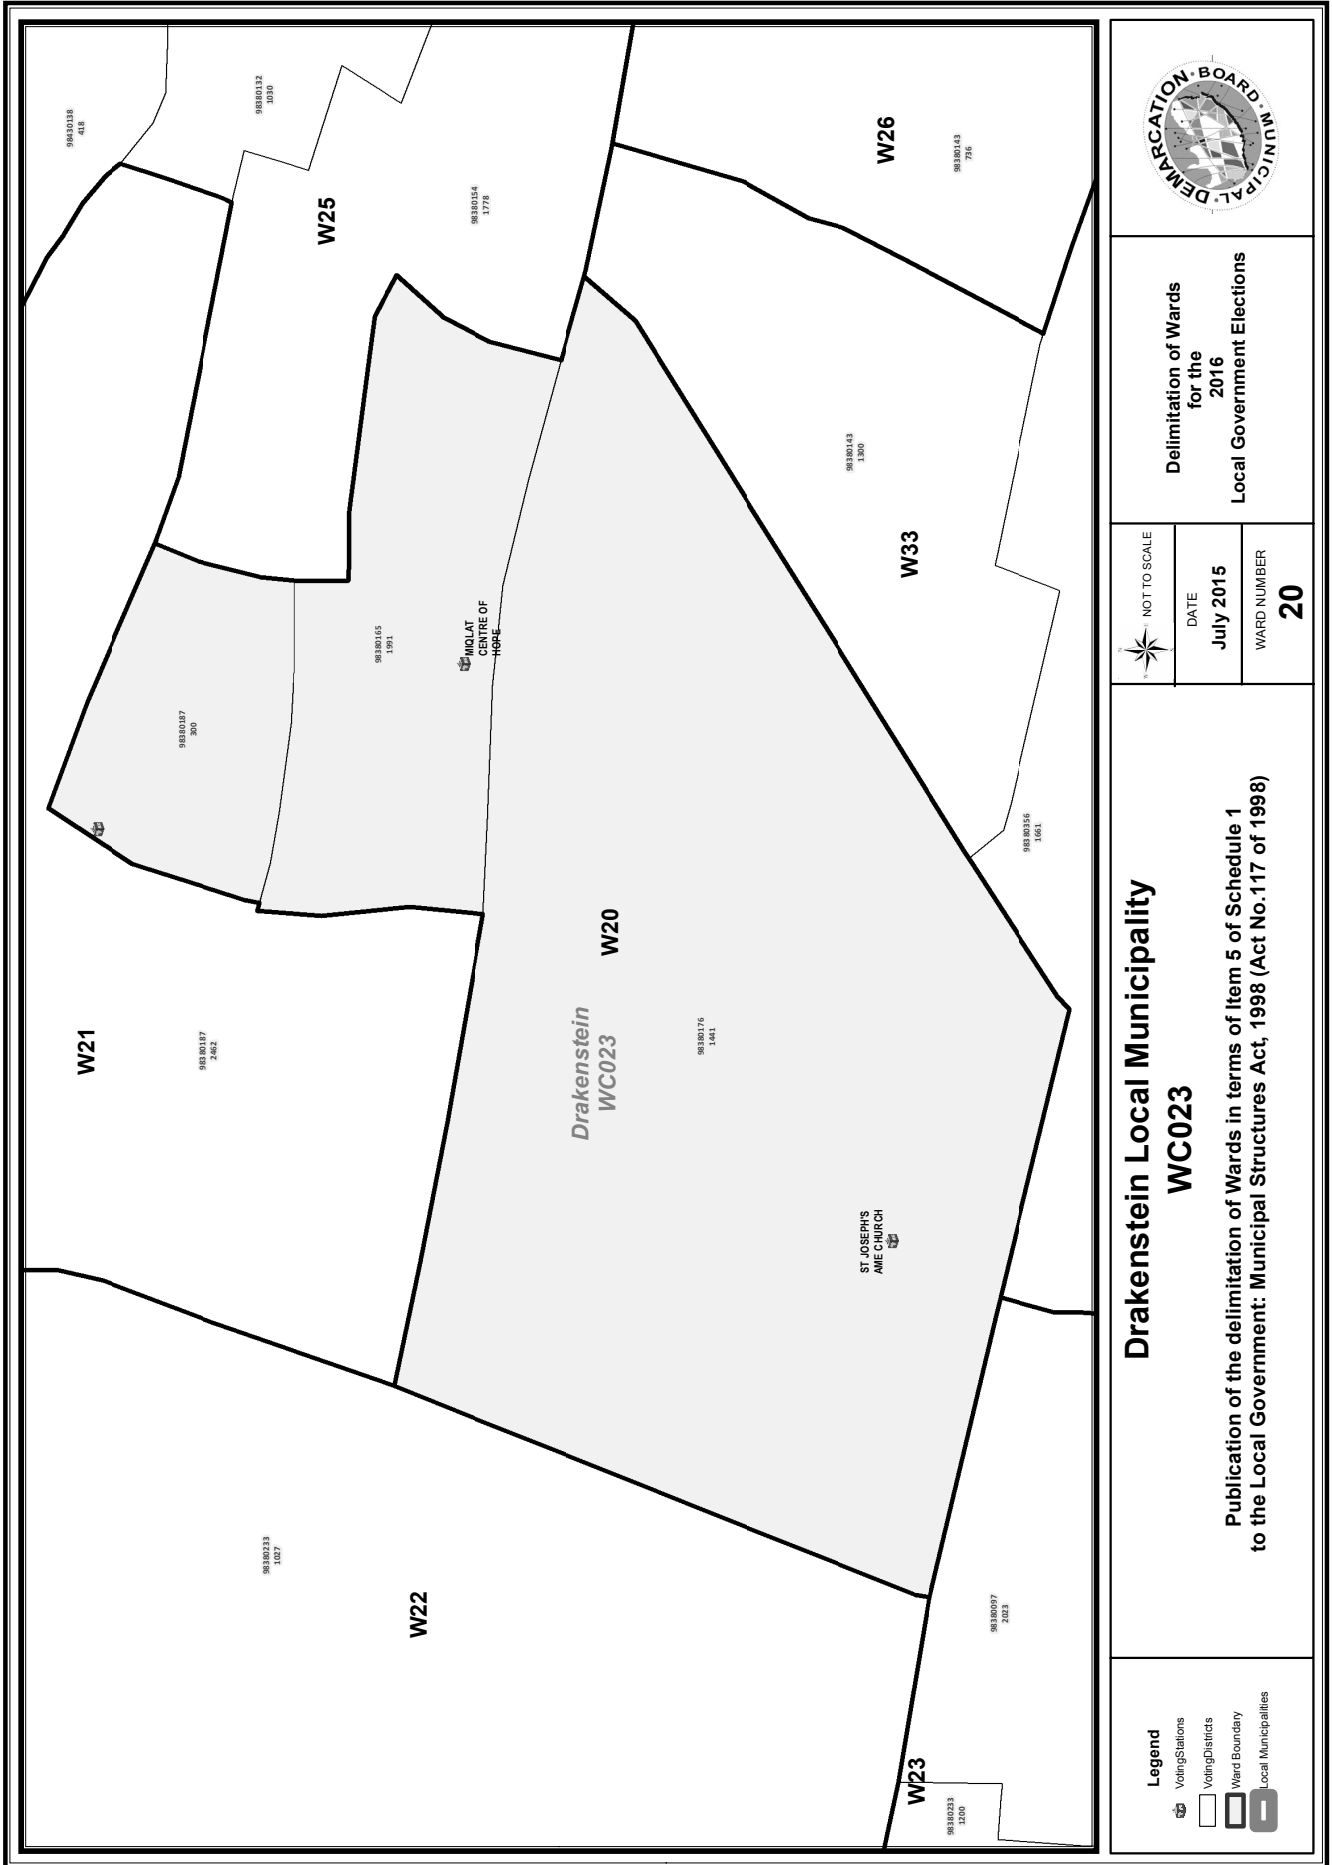 98430138
418
98380132
1030
W25
98380154
1778
W26
98380143
736
98380187
300
98380165
1991
MIQLAT
CENTRE OF
HOPE
98380143
1300
W33
98380356
1661
W21
98380187
2462
W20
Drakenstein
WC023
98380176
1441
ST JOSEPH'S
AME CHURCH
98380233
1027
W22
98380097
2023
W23
98380233
1200
Legend
VotingStations
VotingDistricts
Ward Boundary
Local Municipalities
Drakenstein Local Municipality
WC023
Publication of the delimitation of Wards in terms of Item 5 of Schedule 1
to the Local Government: Municipal Structures Act, 1998 (Act No.117 of 1998)
N
E
S
W
NOT TO SCALE
DATE
July 2015
WARD NUMBER
20
Delimitation of Wards
for the
2016
Local Government Elections
MUNICIPAL • DEMARCATION • BOARD •